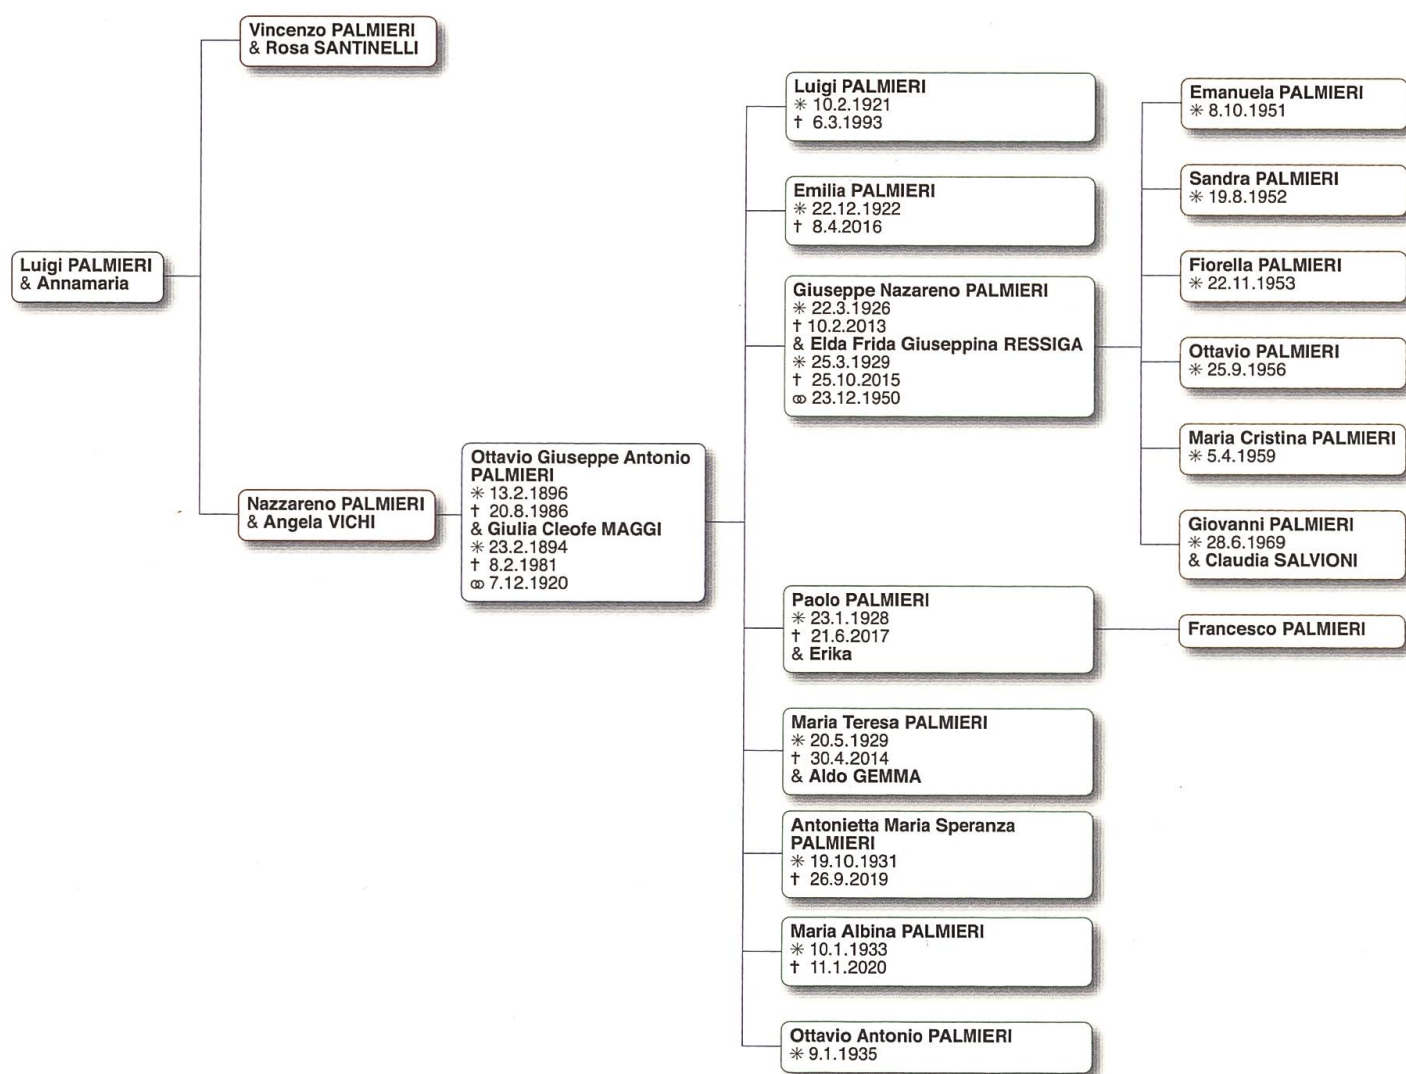 Vincenzo PALMIERI
& Rosa SANTINELLI
Luigi PALMIERI
& Annamaria
Nazzareno PALMIERI
& Angela VICHI
Ottavio Giuseppe Antonio
PALMIERI
✳ 13.2.1896
† 20.8.1986
& Giulia Cleofe MAGGI
✳ 23.2.1894
† 8.2.1981
⚭ 7.12.1920
Luigi PALMIERI
✳ 10.2.1921
† 6.3.1993
Emilia PALMIERI
✳ 22.12.1922
† 8.4.2016
Giuseppe Nazareno PALMIERI
✳ 22.3.1926
† 10.2.2013
& Elda Frida Giuseppina RESSIGA
✳ 25.3.1929
† 25.10.2015
⚭ 23.12.1950
Paolo PALMIERI
✳ 23.1.1928
† 21.6.2017
& Erika
Maria Teresa PALMIERI
✳ 20.5.1929
† 30.4.2014
& Aldo GEMMA
Antonietta Maria Speranza
PALMIERI
✳ 19.10.1931
† 26.9.2019
Maria Albina PALMIERI
✳ 10.1.1933
† 11.1.2020
Ottavio Antonio PALMIERI
✳ 9.1.1935
Emanuela PALMIERI
✳ 8.10.1951
Sandra PALMIERI
✳ 19.8.1952
Fiorella PALMIERI
✳ 22.11.1953
Ottavio PALMIERI
✳ 25.9.1956
Maria Cristina PALMIERI
✳ 5.4.1959
Giovanni PALMIERI
✳ 28.6.1969
& Claudia SALVIONI
Francesco PALMIERI